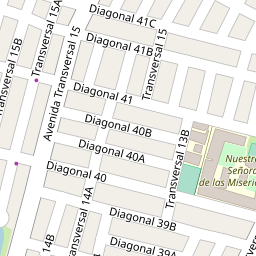 Diagonal 41C
Transversal 15A
Diagonal 41B
Transversal 15B
Avenida Transversal 15
Transversal 15
Diagonal 41
Diagonal 40B
Transversal 13B
Diagonal 40A
Nuestra
Señora
de las Miseric
Diagonal 40
Transversal 14A
Diagonal 39B
14B
Diagonal 39A